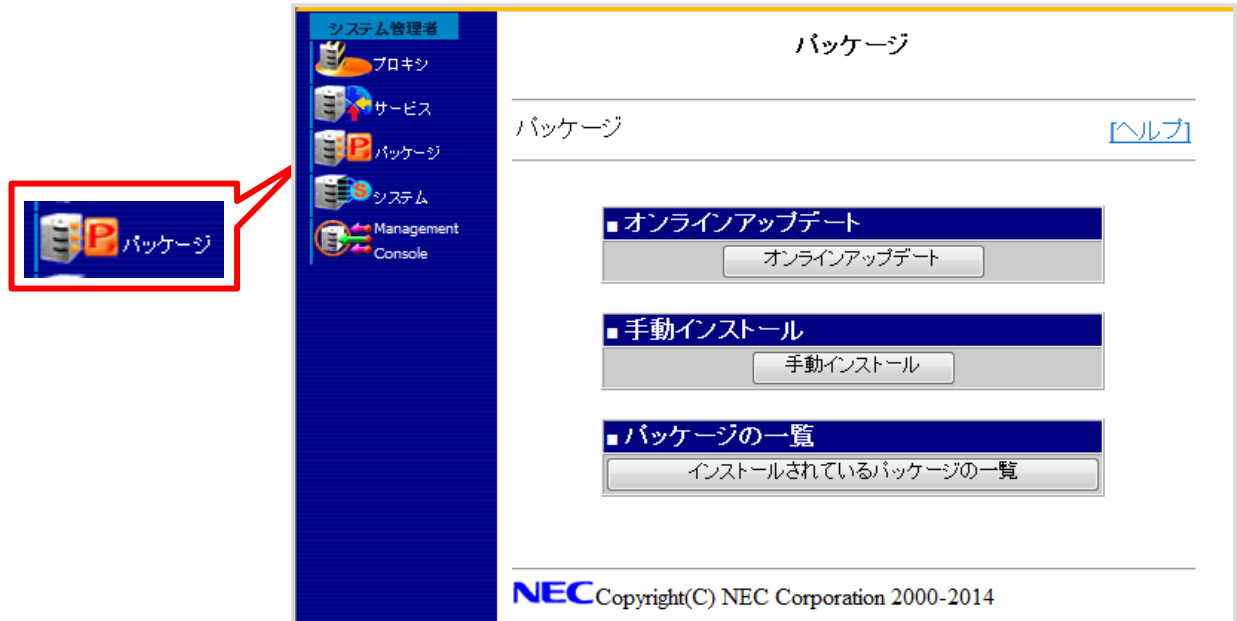 システム管理者
プロキシ
サービス
パッケージ
システム
Management
Console
パッケージ
パッケージ
パッケージ [ヘルプ]
■オンラインアップデート
オンラインアップデート
■手動インストール
手動インストール
■パッケージの一覧
インストールされているパッケージの一覧
NEC Copyright(C) NEC Corporation 2000-2014